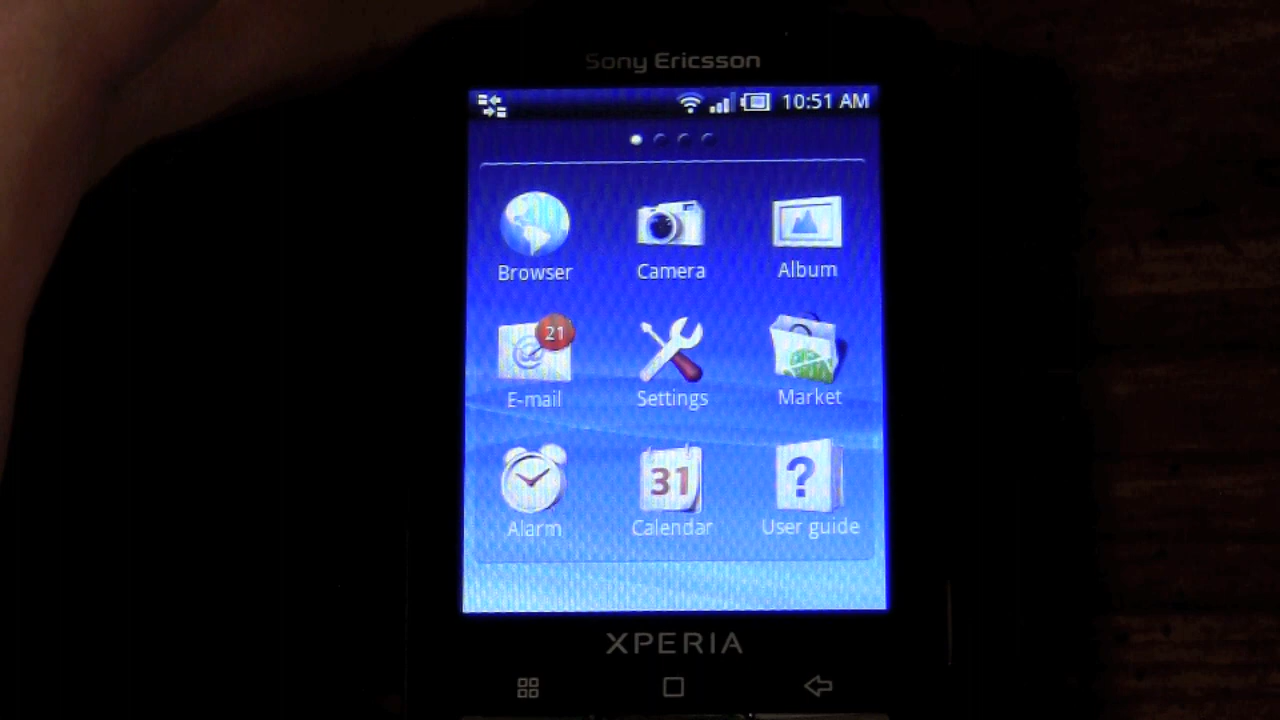 Sony Ericsson
10:51 AM
Browser Camera Album
21
E-mail Settings Market
31
?
Alarm Calendar User guide
XPERIA